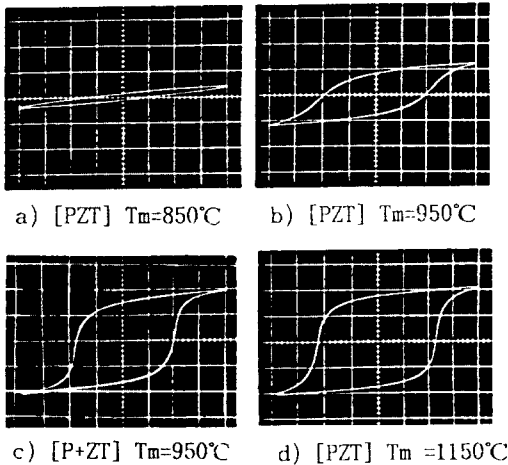 a) [PZT] Tm=850℃
b) [PZT] Tm=950℃
c) [P+ZT] Tm=950℃
d) [PZT] Tm =1150℃